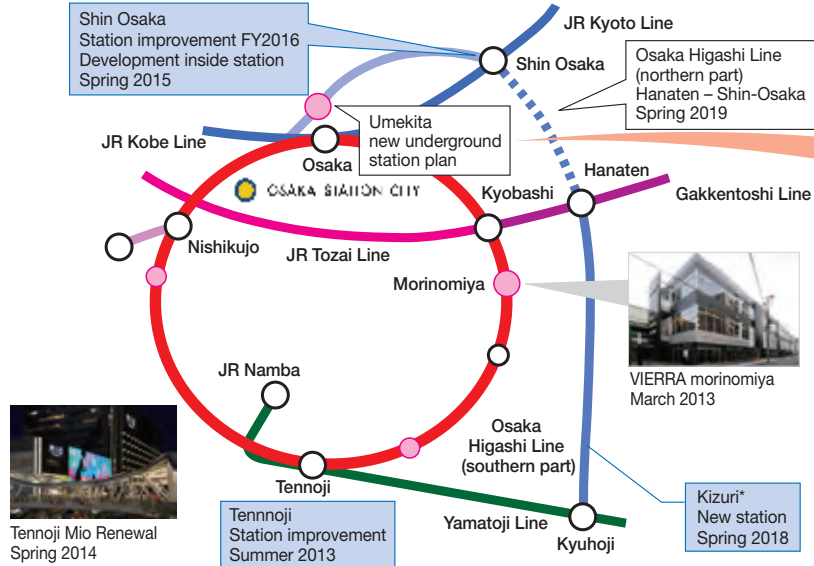 Shin Osaka
Station improvement FY2016
Development inside station
Spring 2015
JR Kyoto Line
Shin Osaka
Osaka Higashi Line
(northern part)
Hanaten – Shin-Osaka
Spring 2019
Umekita
new underground
station plan
JR Kobe Line
Osaka
Hanaten
OSAKA STATION CITY
Kyobashi
Gakkentoshi Line
Nishikujo
JR Tozai Line
Morinomiya
JR Namba
VIERRA morinomiya
March 2013
Osaka
Higashi Line
(southern part)
Tennoji
Tennoji Mio Renewal
Spring 2014
Tennnoji
Station improvement
Summer 2013
Yamatoji Line
Kyuhoji
Kizuri*
New station
Spring 2018